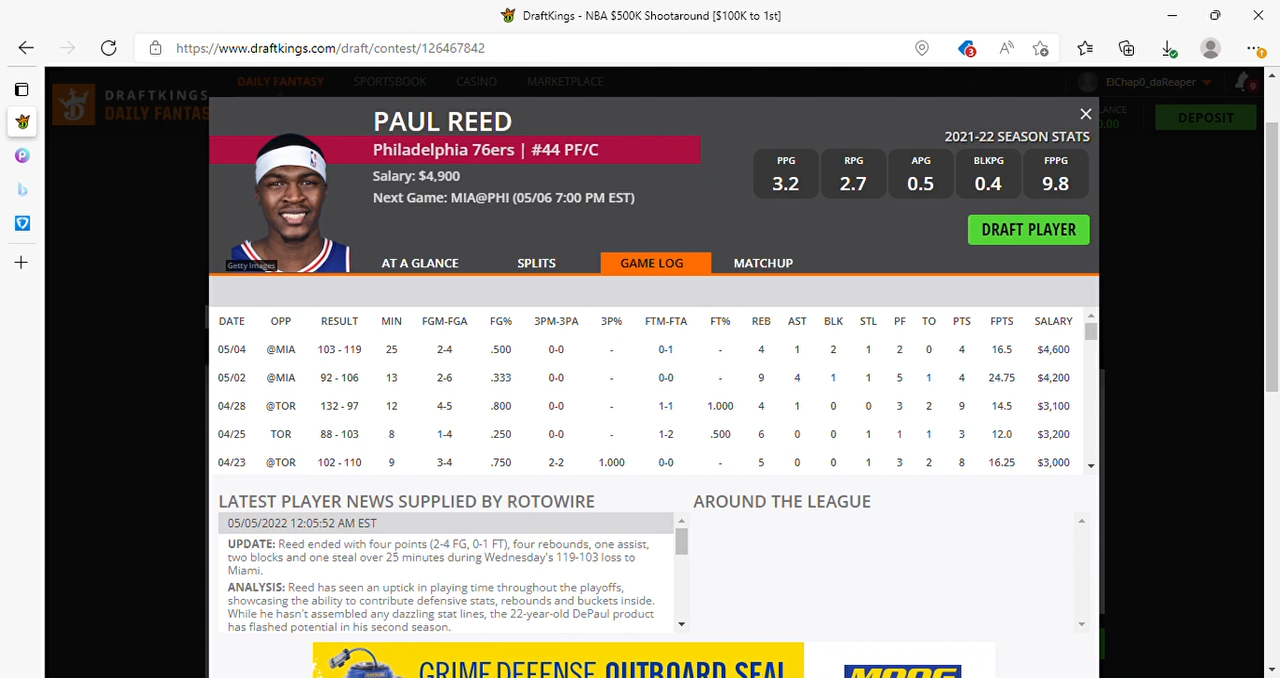 DraftKings - NBA $500K Shootaround [$100K to 1st]
https://www.draftkings.com/draft/contest/126467842
3
DRAFTKINGS
DAILY FANTAS
DAILY FANTASY SPORTSBOOK CASINO MARKETPLACE
ElChap0_daReaper
9
LANCE
0.00
DEPOSIT
PAUL REED
Philadelphia 76ers | #44 PF/C
Salary: $4,900
Next Game: MIA@PHI (05/06 7:00 PM EST)
Getty Images
2021-22 SEASON STATS
PPG RPG APG BLKPG FPPG
3.2 2.7 0.5 0.4 9.8
DRAFT PLAYER
AT A GLANCE SPLITS GAME LOG MATCHUP
DATE OPP RESULT MIN FGM-FGA FG% 3PM-3PA 3P% FTM-FTA FT% REB AST BLK STL PF TO PTS FPTS SALARY
05/04 @MIA 103 - 119 25 2-4 .500 0-0 - 0-1 - 4 1 2 1 2 0 4 16.5 $4,600
05/02 @MIA 92 - 106 13 2-6 .333 0-0 - 0-0 - 9 4 1 1 5 1 4 24.75 $4,200
04/28 @TOR 132 - 97 12 4-5 .800 0-0 - 1-1 1.000 4 1 0 0 3 2 9 14.5 $3,100
04/25 TOR 88 - 103 8 1-4 .250 0-0 - 1-2 .500 6 0 0 1 1 1 3 12.0 $3,200
04/23 @TOR 102 - 110 9 3-4 .750 2-2 1.000 0-0 - 5 0 0 1 3 2 8 16.25 $3,000
LATEST PLAYER NEWS SUPPLIED BY ROTOWIRE
05/05/2022 12:05:52 AM EST
UPDATE: Reed ended with four points (2-4 FG, 0-1 FT), four rebounds, one assist,
two blocks and one steal over 25 minutes during Wednesday's 119-103 loss to
Miami.
ANALYSIS: Reed has seen an uptick in playing time throughout the playoffs,
showcasing the ability to contribute defensive stats, rebounds and buckets inside.
While he hasn't assembled any dazzling stat lines, the 22-year-old DePaul product
has flashed potential in his second season.
AROUND THE LEAGUE
GRIME DEFENSE OUTBOARD SEAL
MOOG